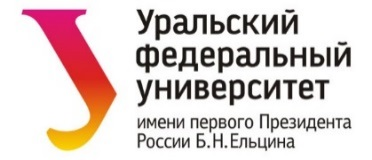 Уральский
федеральный
университет
имени первого Президента
России Б.Н.Ельцина